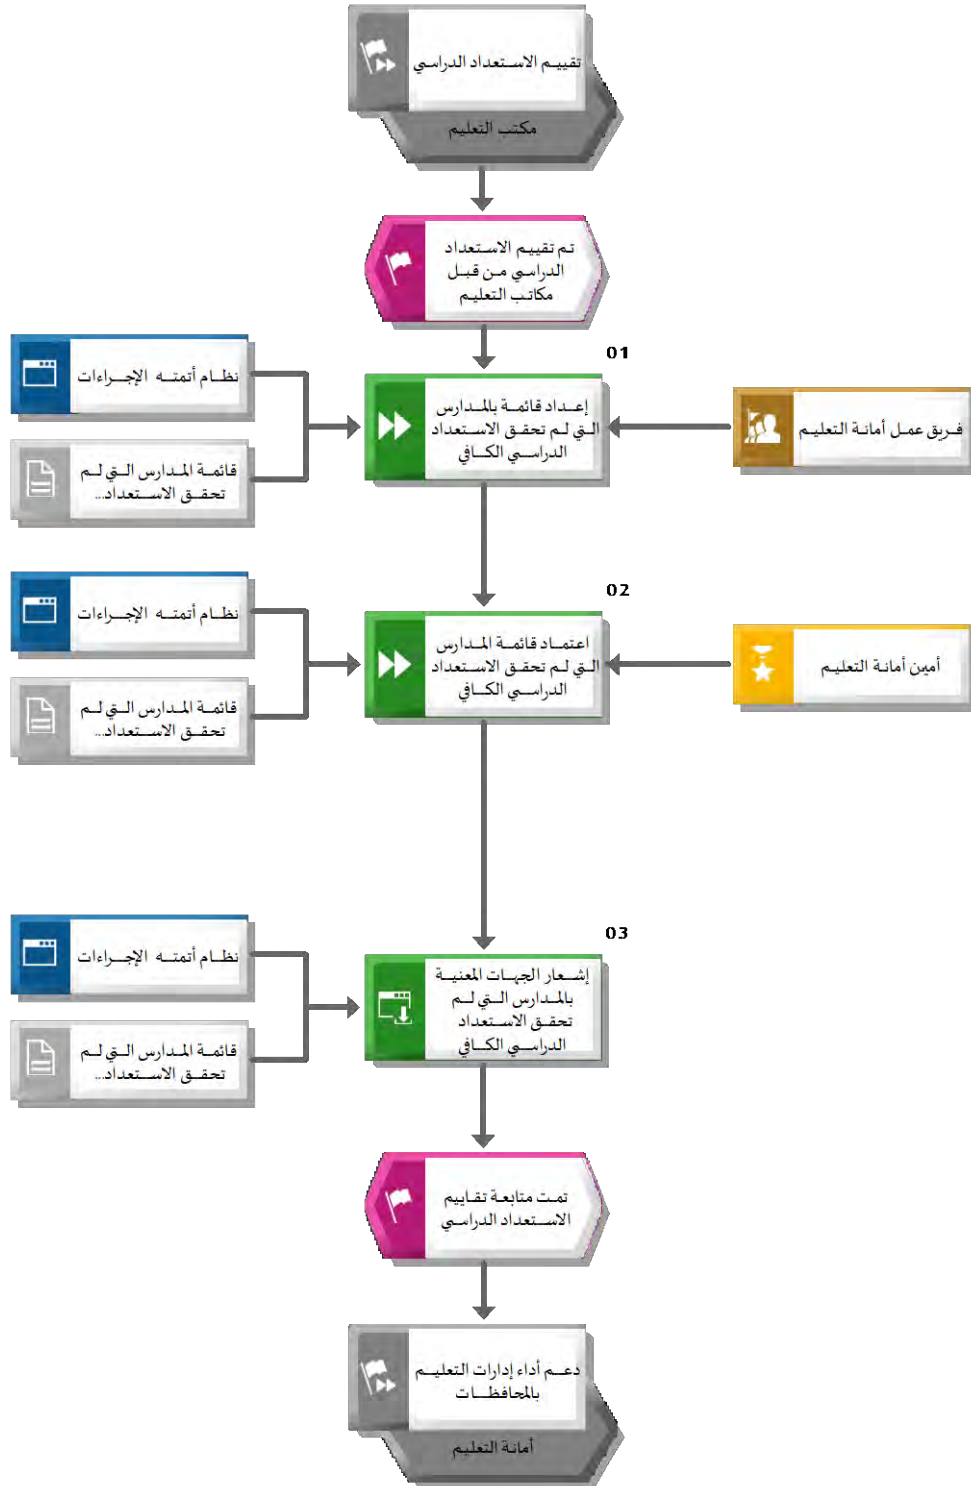 تقييم الاستعداد الدراسي
مكتب التعليم
تم تقييم الاستعداد
الدراسي من قبل
مكاتب التعليم
01
نظام أتمته الإجراءات
إعداد قائمة بالمدارس
التي لم تحقق الاستعداد
الدراسي الكافي
فريق عمل أمانة التعليم
قائمة المدارس التي لم
تحقق الاستعداد...
02
نظام أتمته الإجراءات
اعتماد قائمة المدارس
التي لم تحقق الاستعداد
الدراسي الكافي
أمين أمانة التعليم
قائمة المدارس التي لم
تحقق الاستعداد...
03
نظام أتمته الإجراءات
إشعار الجهات المعنية
بالمدارس التي لم
تحقق الاستعداد
الدراسي الكافي
قائمة المدارس التي لم
تحقق الاستعداد...
تمت متابعة تقاييم
الاستعداد الدراسي
دعم أداء إدارات التعليم
بالمحافظات
أمانة التعليم